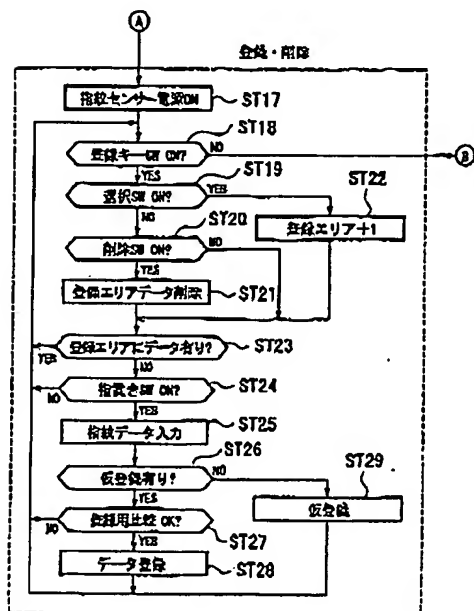 A
登録・削除
指紋センサー電源ON
ST17
ST18
登録キーSW ON?
NO
B
YES
ST19
選択SW ON?
YES
ST22
NO
ST20
登録エリア+1
削除SW ON?
NO
YES
登録エリアデータ削除
ST21
登録エリアにデータ有り?
ST23
YES
NO
指置きSW ON?
ST24
NO
YES
ST25
指紋データ入力
ST26
仮登録有り?
NO
ST29
YES
仮登録
登録用比較OK?
NO
ST27
YES
データ登録
ST28